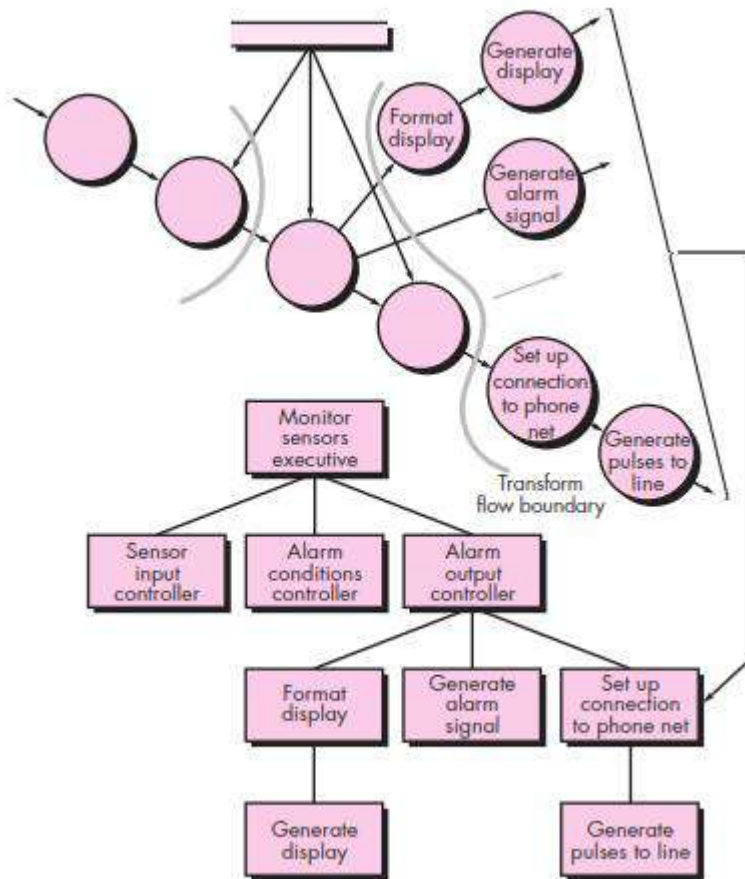 Generate
display
Format
display
Generate
alarm
signal
Set up
connection
to phone
net
Generate
pulses to
line
Transform
flow boundary
Monitor
sensors
executive
Sensor
input
controller
Alarm
conditions
controller
Alarm
output
controller
Format
display
Generate
alarm
signal
Set up
connection
to phone net
Generate
display
Generate
pulses to line